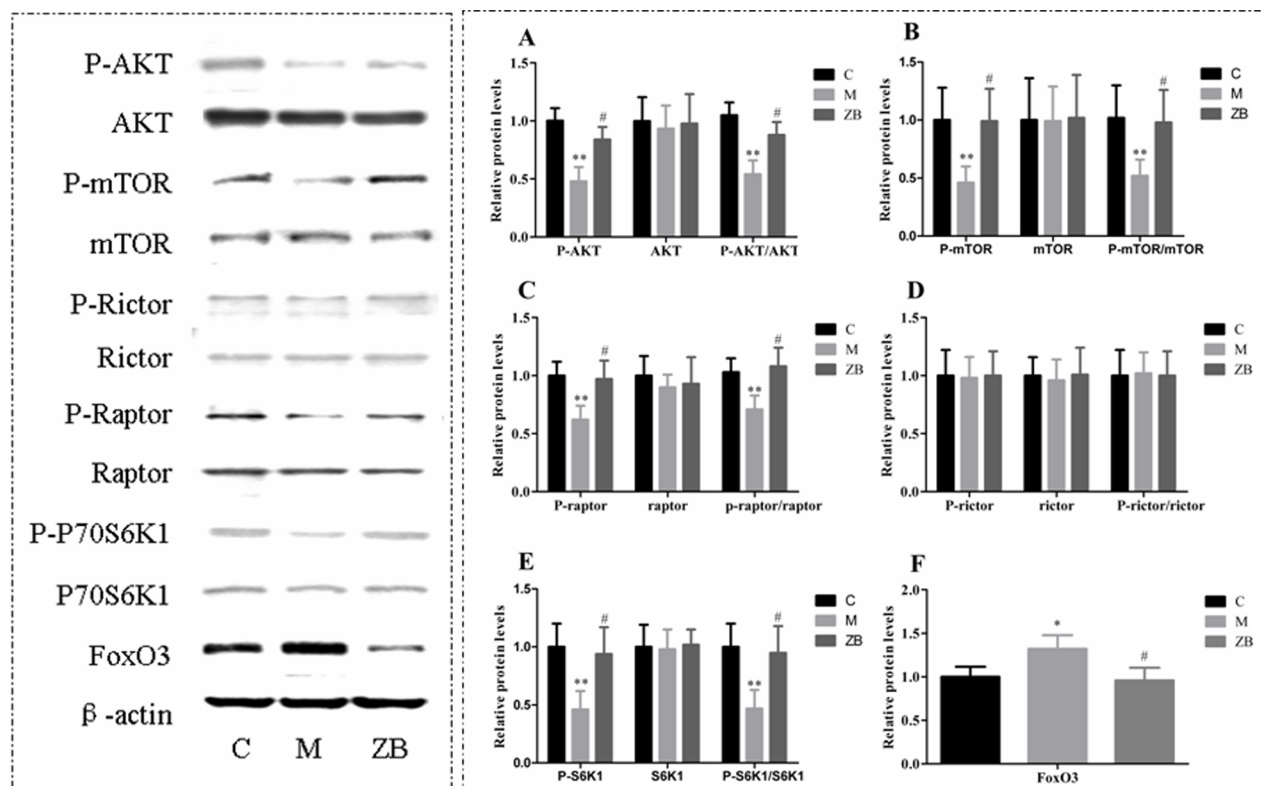 P-AKT
AKT
P-mTOR
mTOR
P-Rictor
Rictor
P-Raptor
Raptor
P-P70S6K1
P70S6K1
FoxO3
β-actin
C M ZB
A
Relative protein levels
1.5
1.0
0.5
0.0
** # ** #
P-AKT AKT P-AKT/AKT
C
M
ZB
B
Relative protein levels
1.5
1.0
0.5
0.0
** # ** #
P-mTOR mTOR P-mTOR/mTOR
C
M
ZB
C
Relative protein levels
1.5
1.0
0.5
0.0
** # ** #
P-raptor raptor p-raptor/raptor
C
M
ZB
D
Relative protein levels
1.5
1.0
0.5
0.0
P-rictor rictor P-rictor/rictor
C
M
ZB
E
Relative protein levels
1.5
1.0
0.5
0.0
** # ** #
P-S6K1 S6K1 P-S6K1/S6K1
C
M
ZB
F
Relative protein levels
2.0
1.5
1.0
0.5
0.0
* #
FoxO3
C
M
ZB